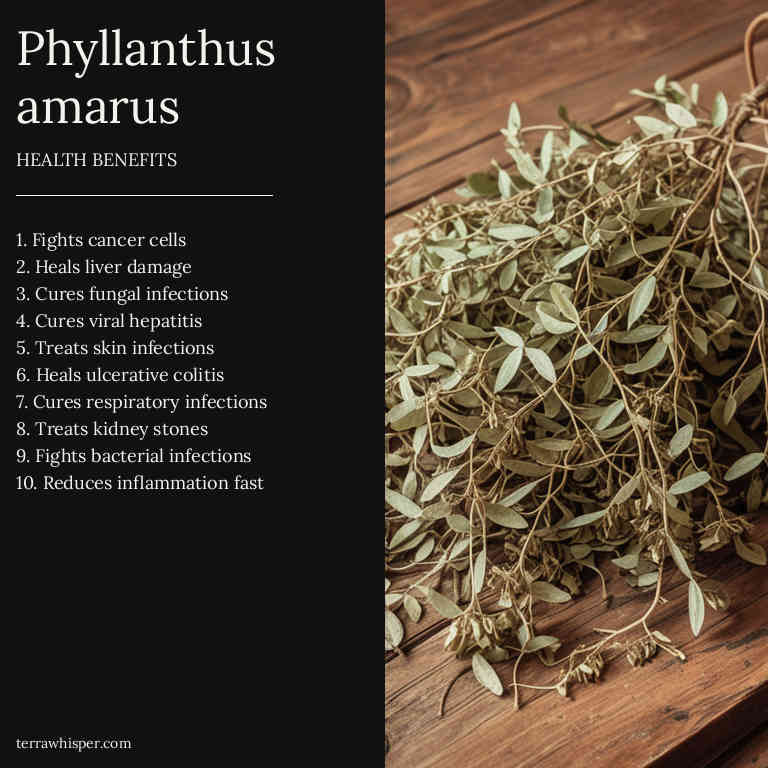 Phyllanthus
amarus
HEALTH BENEFITS
1. Fights cancer cells
2. Heals liver damage
3. Cures fungal infections
4. Cures viral hepatitis
5. Treats skin infections
6. Heals ulcerative colitis
7. Cures respiratory infections
8. Treats kidney stones
9. Fights bacterial infections
10. Reduces inflammation fast
terrawhisper.com